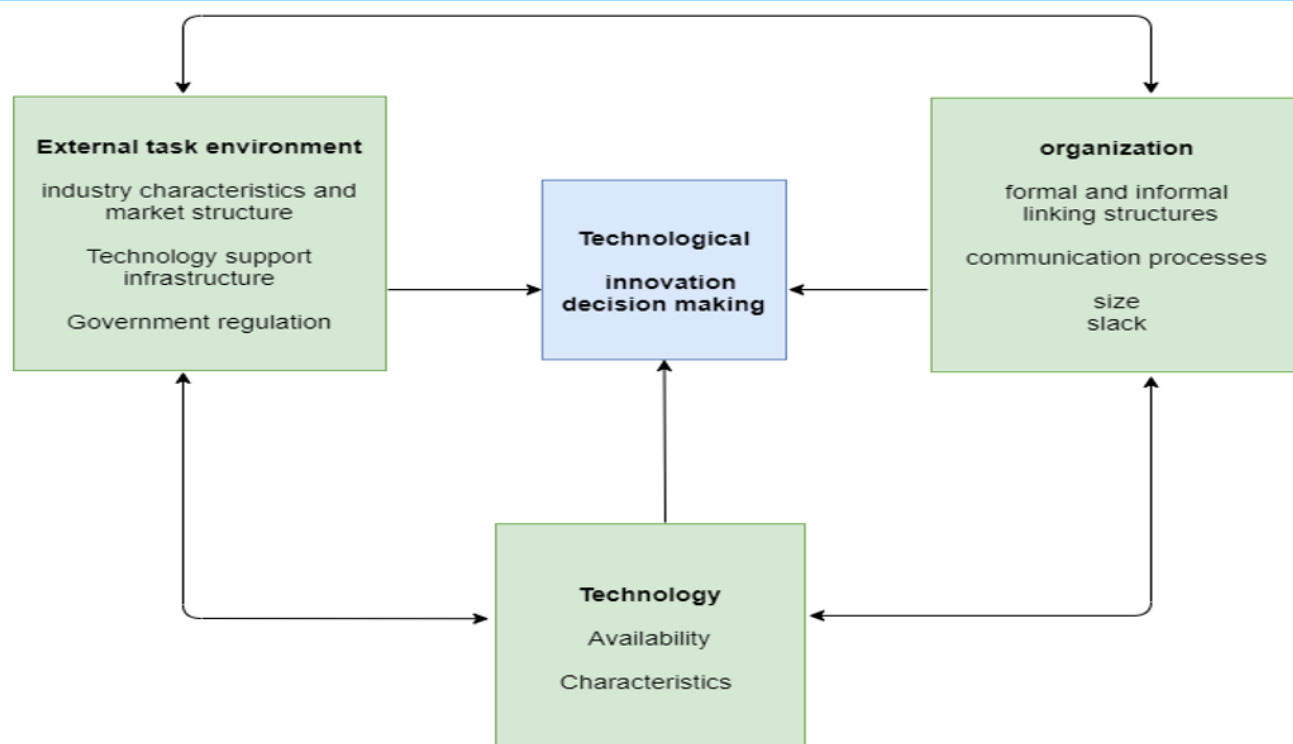 External task environment
industry characteristics and
market structure
Technology support
infrastructure
Government regulation
Technological
innovation
decision making
organization
formal and informal
linking structures
communication processes
size
slack
Technology
Availability
Characteristics